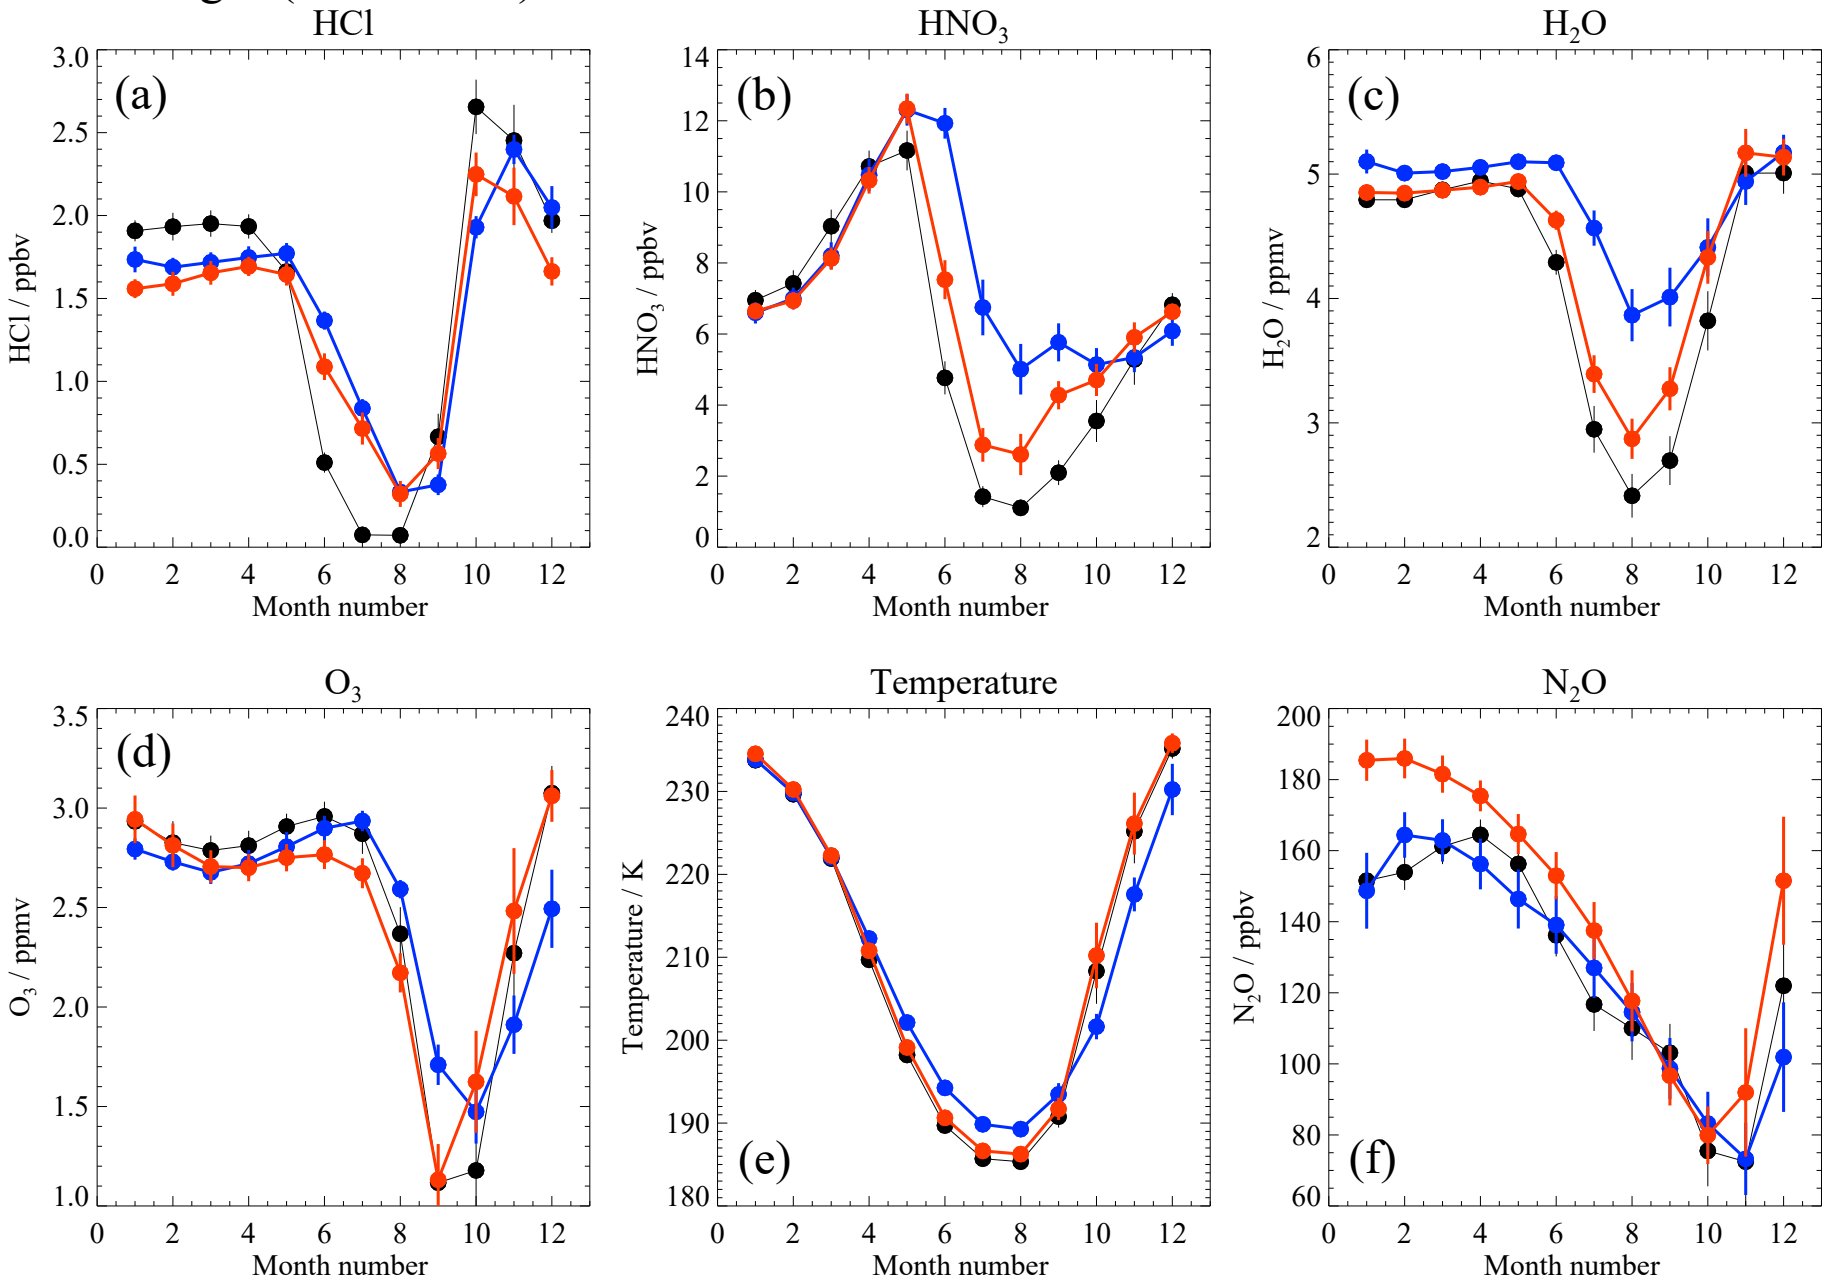 HCl
(a)
3.0
2.5
2.0
1.5
1.0
0.5
0.0
HCl / ppbv
0 2 4 6 8 10 12
Month number
HNO₃
(b)
14
12
10
8
6
4
2
0
HNO₃ / ppbv
0 2 4 6 8 10 12
Month number
H₂O
(c)
6
5
4
3
2
H₂O / ppmv
0 2 4 6 8 10 12
Month number
O₃
(d)
3.5
3.0
2.5
2.0
1.5
1.0
O₃ / ppmv
0 2 4 6 8 10 12
Month number
Temperature
(e)
240
230
220
210
200
190
180
Temperature / K
0 2 4 6 8 10 12
Month number
N₂O
(f)
200
180
160
140
120
100
80
60
N₂O / ppbv
0 2 4 6 8 10 12
Month number